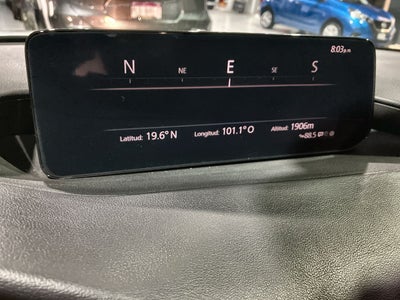 8:03 p.m.
N NE E SE S
Latitud: 19.6° N Longitud: 101.1° O Altitud: 1906m
88.5